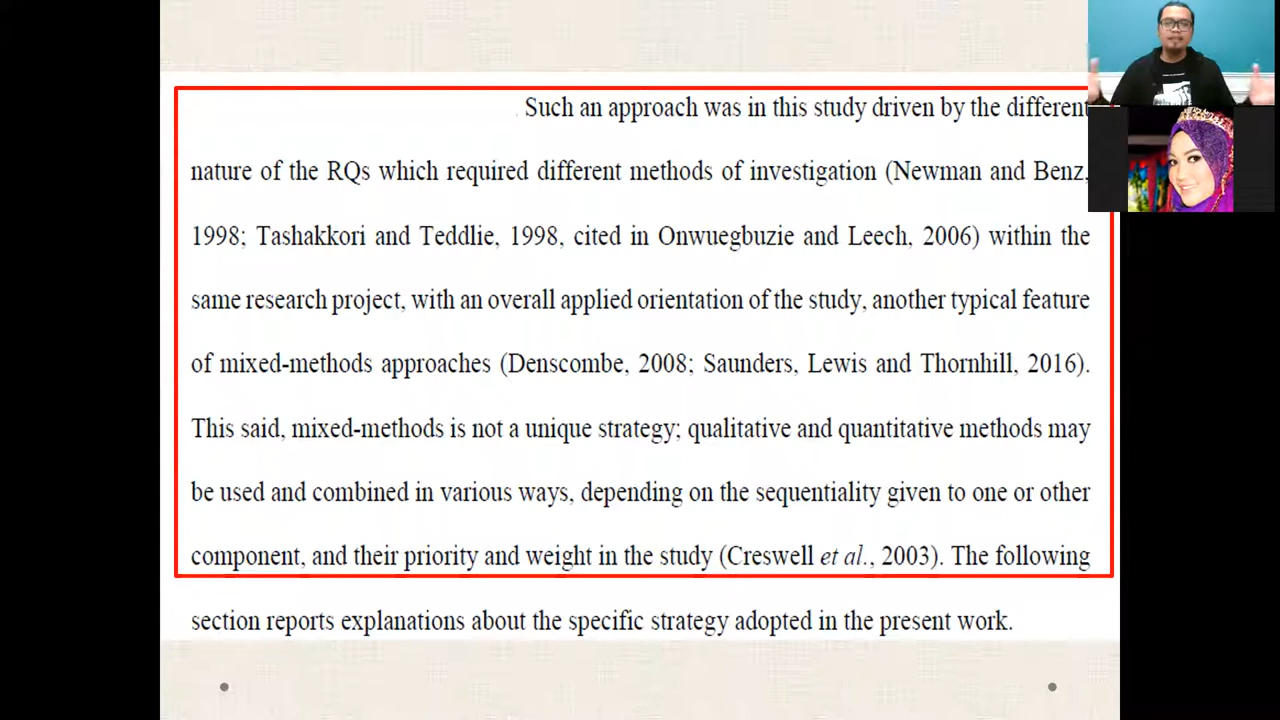 Such an approach was in this study driven by the different
nature of the RQs which required different methods of investigation (Newman and Benz,
1998; Tashakkori and Teddlie, 1998, cited in Onwuegbuzie and Leech, 2006) within the
same research project, with an overall applied orientation of the study, another typical feature
of mixed-methods approaches (Denscombe, 2008; Saunders, Lewis and Thornhill, 2016).
This said, mixed-methods is not a unique strategy; qualitative and quantitative methods may
be used and combined in various ways, depending on the sequentiality given to one or other
component, and their priority and weight in the study (Creswell et al., 2003). The following
section reports explanations about the specific strategy adopted in the present work.